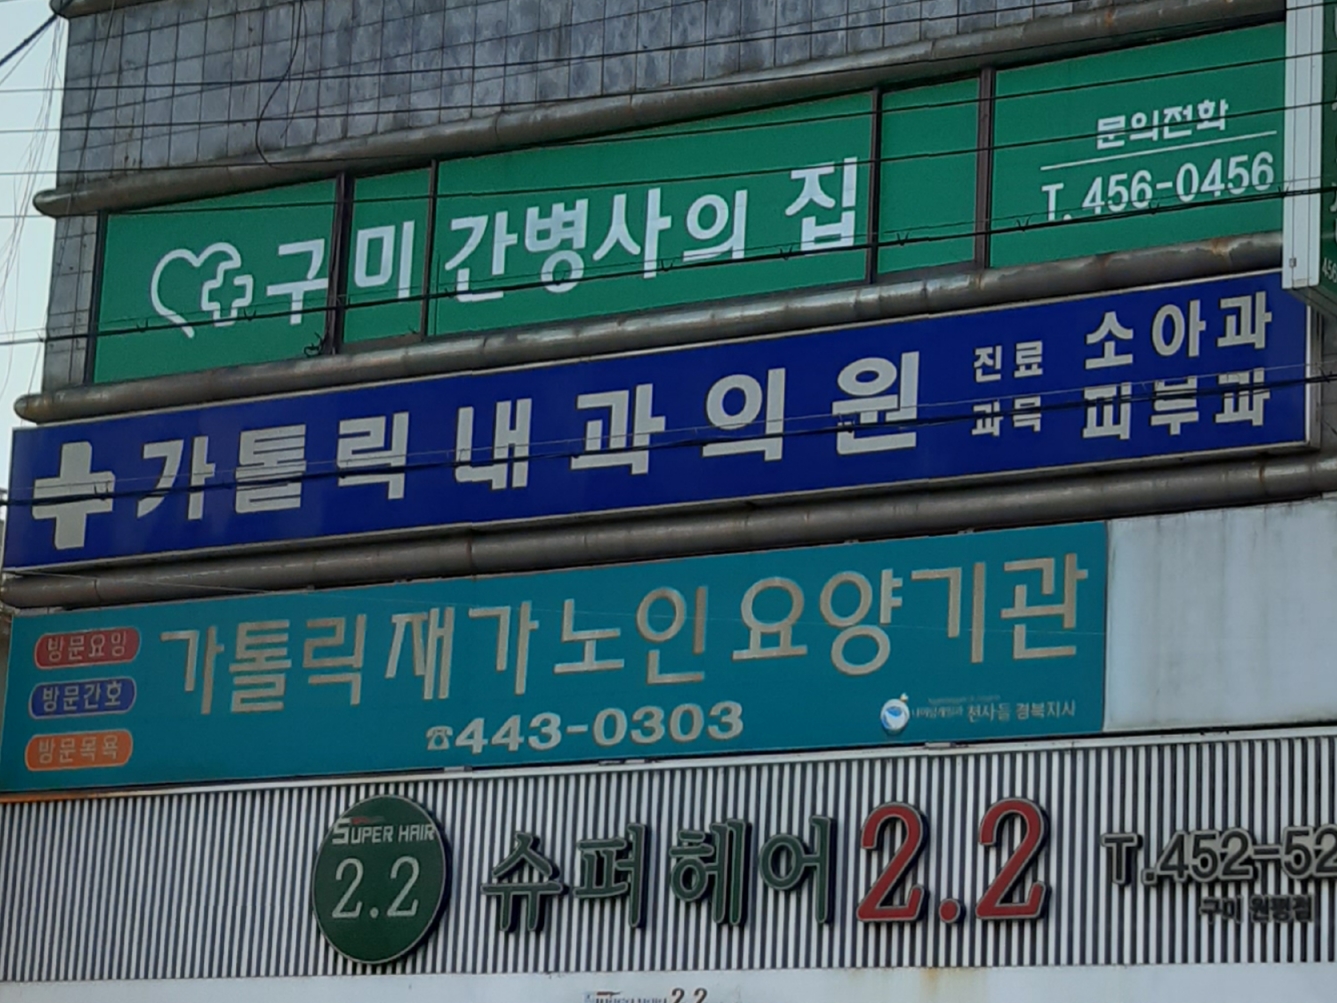 구미 간병사의 집
문의전화
T. 456-0456
가톨릭내과의원
진료 과목
소아과
피부과
방문요양
방문간호
방문목욕
가톨릭재가노인요양기관
☎443-0303
천사들 경북지사
SUPER HAIR
2.2
슈퍼헤어2.2
T.452-52
구미 원평점
2.2